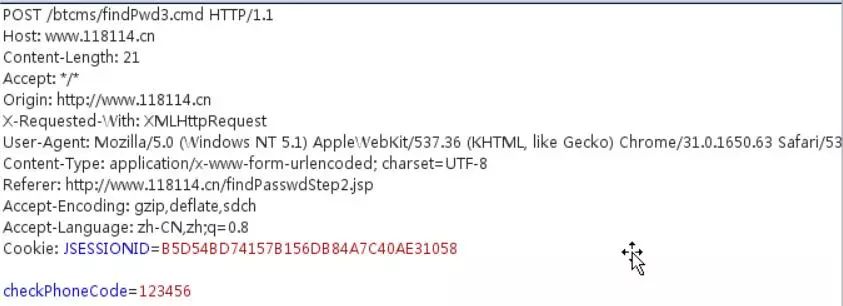 POST /btcms/findPwd3.cmd HTTP/1.1
Host: www.118114.cn
Content-Length: 21
Accept: */*
Origin: http://www.118114.cn
X-Requested-With: XMLHttpRequest
User-Agent: Mozilla/5.0 (Windows NT 5.1) AppleWebKit/537.36 (KHTML, like Gecko) Chrome/31.0.1650.63 Safari/53
Content-Type: application/x-www-form-urlencoded; charset=UTF-8
Referer: http://www.118114.cn/findPasswdStep2.jsp
Accept-Encoding: gzip,deflate,sdch
Accept-Language: zh-CN,zh;q=0.8
Cookie: JSESSIONID=B5D54BD74157B156DB84A7C40AE31058
checkPhoneCode=123456